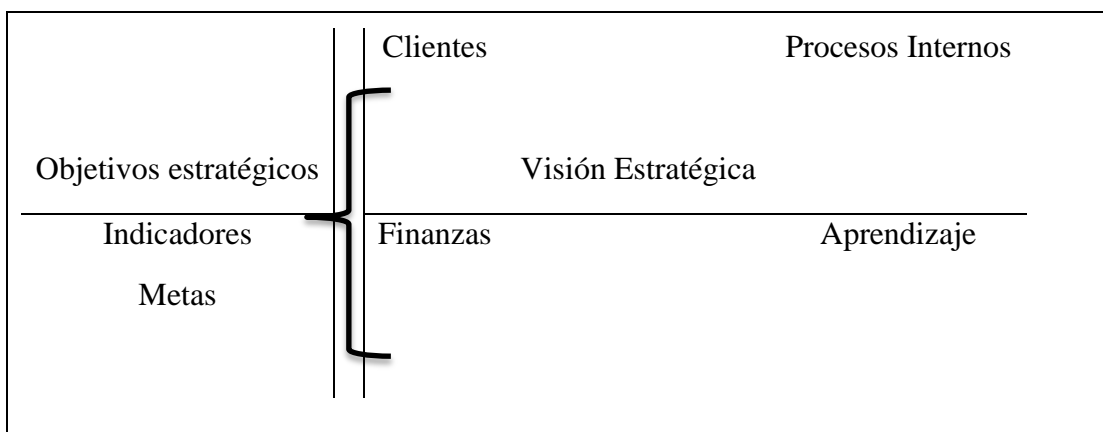 Clientes Procesos Internos
Objetivos estratégicos Visión Estratégica
Indicadores Finanzas Aprendizaje
Metas